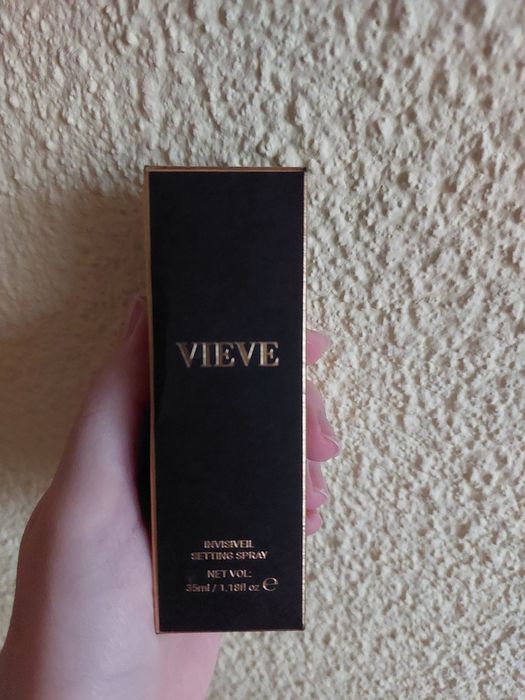 VIEVE
INVISIVEIL
SETTING SPRAY
NET VOL:
35ml / 1.18fl oz ℮